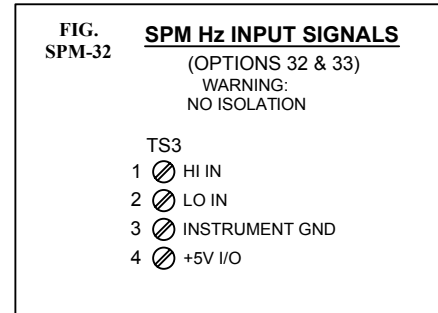 FIG.
SPM-32
SPM Hz INPUT SIGNALS
(OPTIONS 32 & 33)
WARNING:
NO ISOLATION
TS3
1 HI IN
2 LO IN
3 INSTRUMENT GND
4 +5V I/O